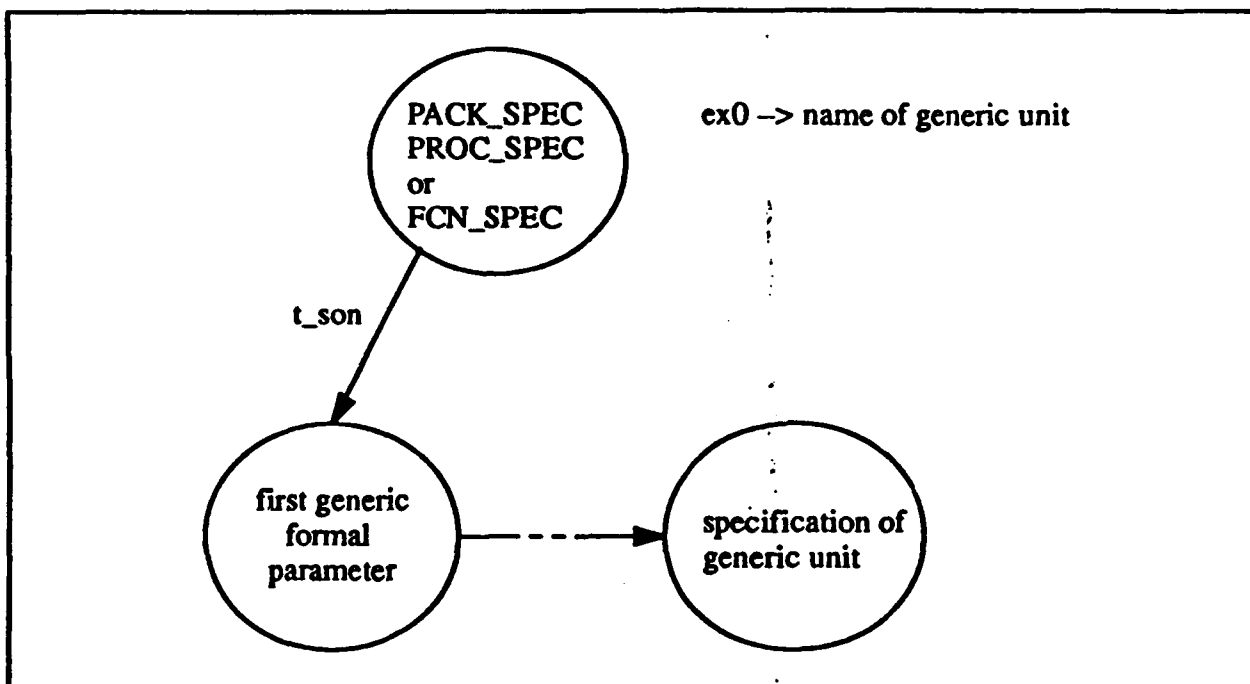 PACK_SPEC
PROC_SPEC
or
FCN_SPEC
ex0 –> name of generic unit
t_son
first generic
formal
parameter
specification of
generic unit